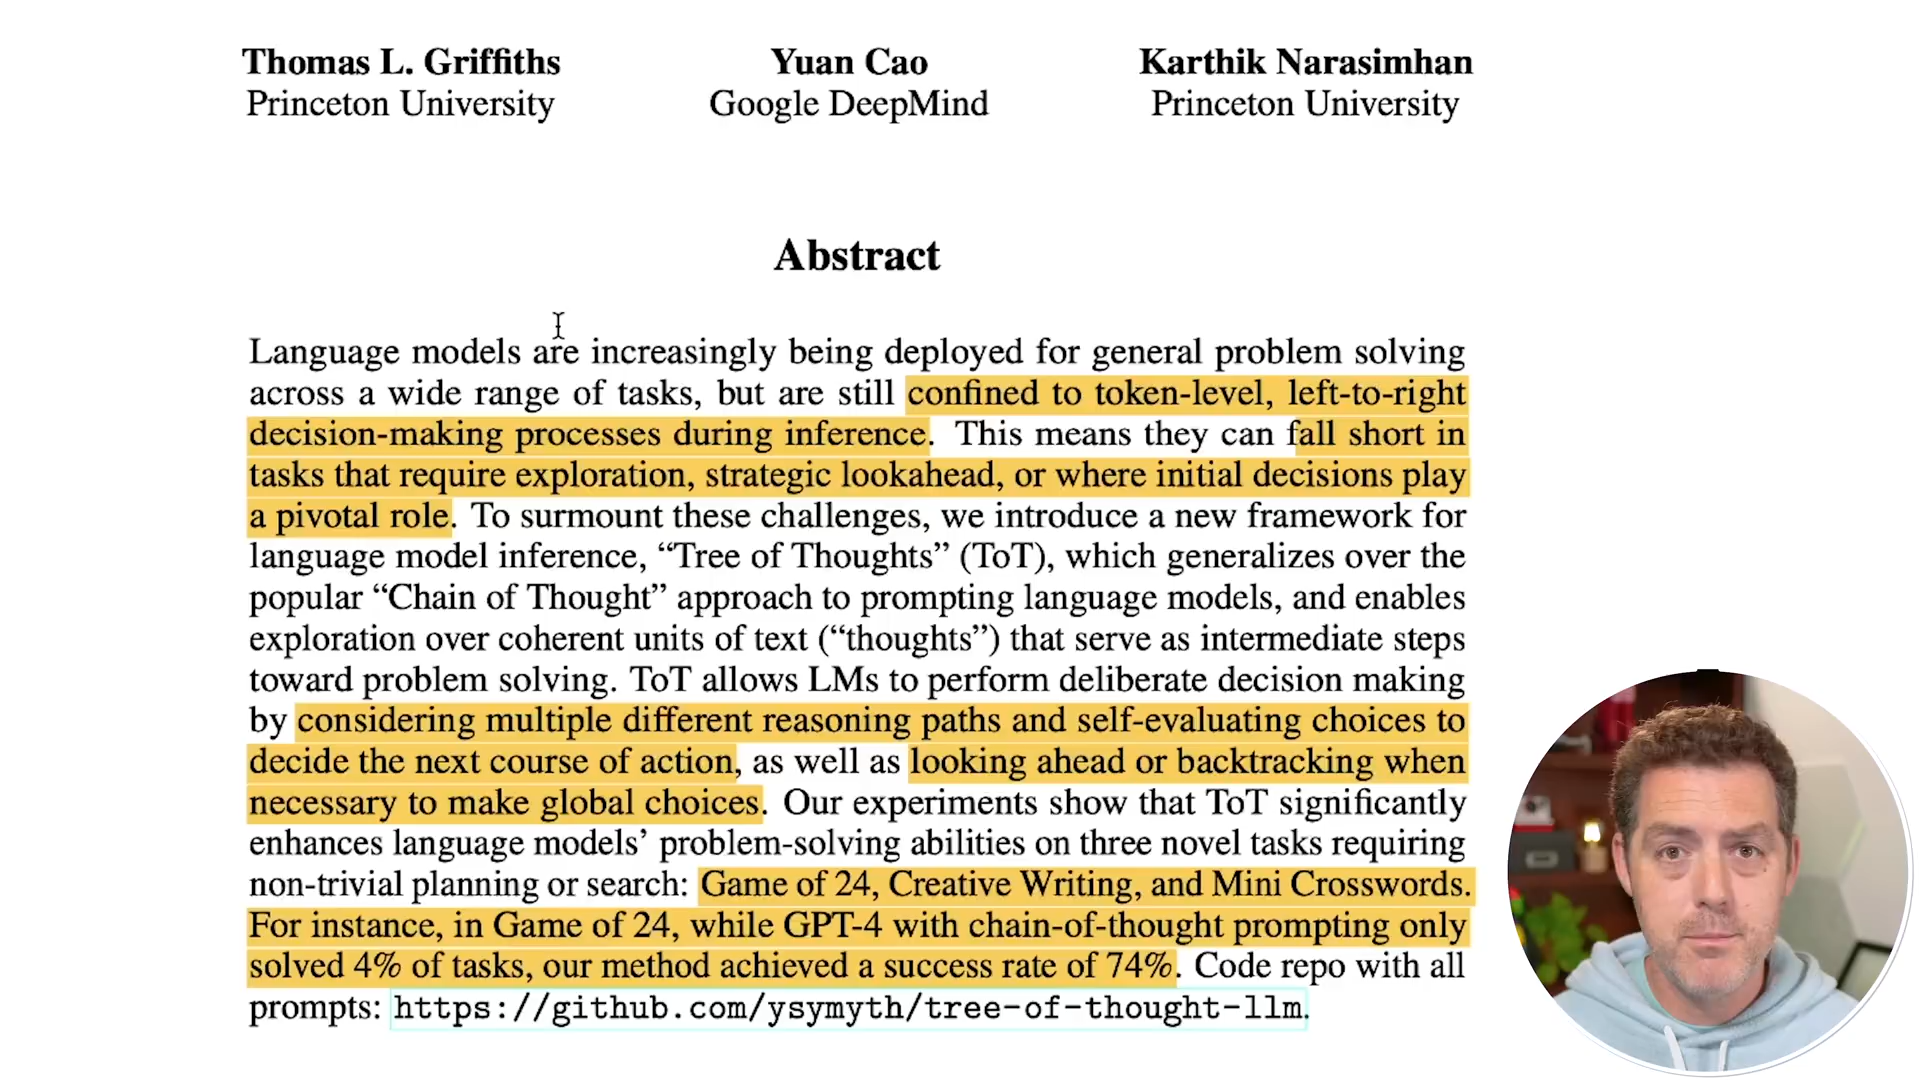 Thomas L. Griffiths
Princeton University
Yuan Cao
Google DeepMind
Karthik Narasimhan
Princeton University
Abstract
Language models are increasingly being deployed for general problem solving
across a wide range of tasks, but are still confined to token-level, left-to-right
decision-making processes during inference. This means they can fall short in
tasks that require exploration, strategic lookahead, or where initial decisions play
a pivotal role. To surmount these challenges, we introduce a new framework for
language model inference, “Tree of Thoughts” (ToT), which generalizes over the
popular “Chain of Thought” approach to prompting language models, and enables
exploration over coherent units of text (“thoughts”) that serve as intermediate steps
toward problem solving. ToT allows LMs to perform deliberate decision making
by considering multiple different reasoning paths and self-evaluating choices to
decide the next course of action, as well as looking ahead or backtracking when
necessary to make global choices. Our experiments show that ToT significantly
enhances language models’ problem-solving abilities on three novel tasks requiring
non-trivial planning or search: Game of 24, Creative Writing, and Mini Crosswords.
For instance, in Game of 24, while GPT-4 with chain-of-thought prompting only
solved 4% of tasks, our method achieved a success rate of 74%. Code repo with all
prompts: https://github.com/ysymyth/tree-of-thought-llm.